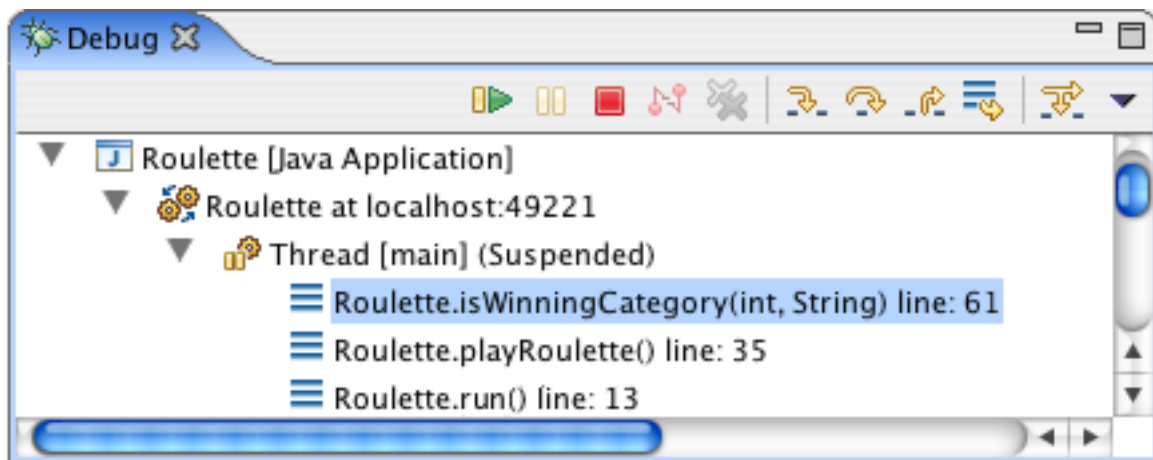 Debug
Roulette [Java Application]
Roulette at localhost:49221
Thread [main] (Suspended)
Roulette.isWinningCategory(int, String) line: 61
Roulette.playRoulette() line: 35
Roulette.run() line: 13